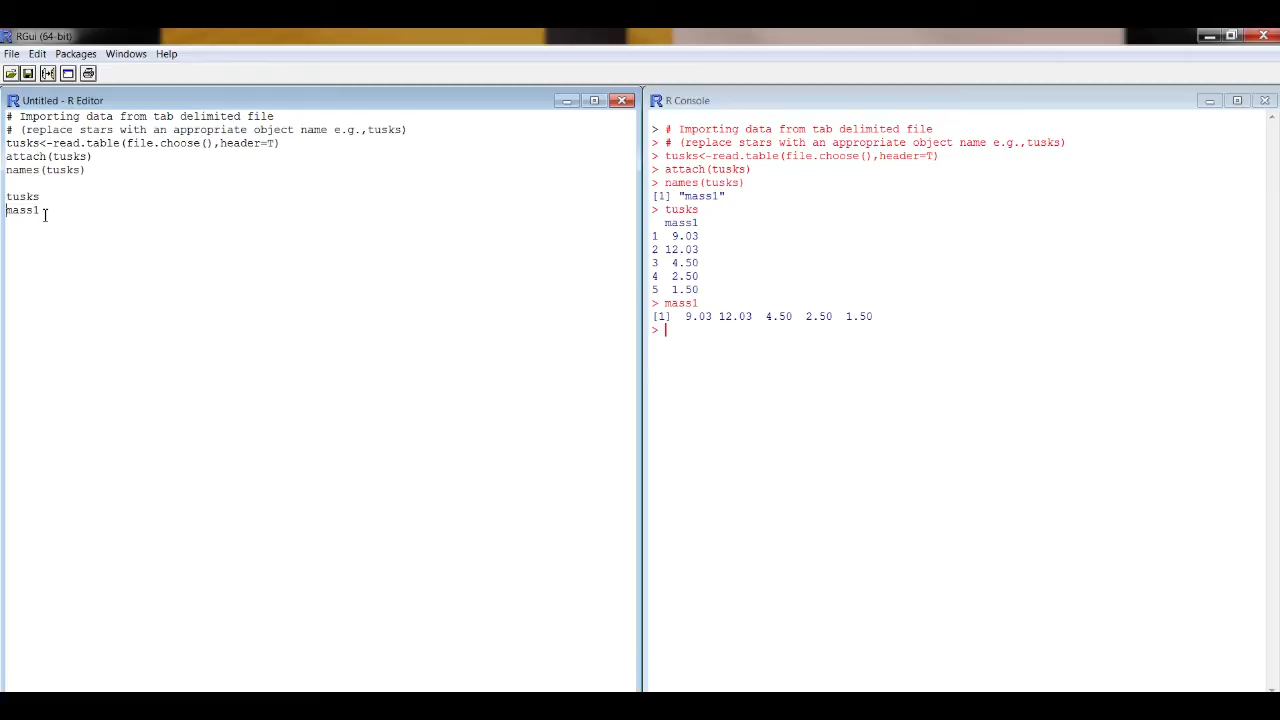 RGui (64-bit)
File Edit Packages Windows Help
Untitled - R Editor
# Importing data from tab delimited file
# (replace stars with an appropriate object name e.g.,tusks)
tusks<-read.table(file.choose(),header=T)
attach(tusks)
names(tusks)
tusks
mass1
R Console
> # Importing data from tab delimited file
> # (replace stars with an appropriate object name e.g.,tusks)
> tusks<-read.table(file.choose(),header=T)
> attach(tusks)
> names(tusks)
[1] "mass1"
> tusks
mass1
1 9.03
2 12.03
3 4.50
4 2.50
5 1.50
> mass1
[1] 9.03 12.03 4.50 2.50 1.50
>